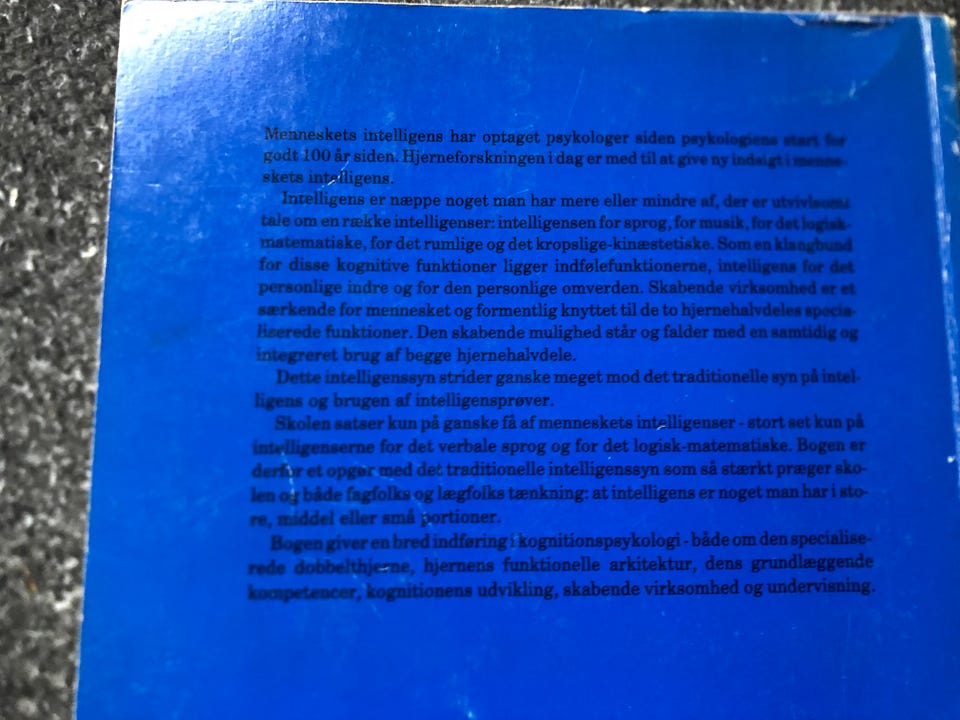 Menneskets intelligens har optaget psykologer siden psykologiens start for
godt 100 år siden. Hjerneforskningen i dag er med til at give ny indsigt i menne-
skets intelligens.
Intelligens er næppe noget man har mere eller mindre af, der er utvivlsomt
tale om en række intelligenser: intelligensen for sprog, for musik, for det logisk-
matematiske, for det rumlige og det kropslige-kinæstetiske. Som en klangbund
for disse kognitive funktioner ligger indfølefunktionerne, intelligens for det
personlige indre og for den personlige omverden. Skabende virksomhed er et
særkende for mennesket og formentlig knyttet til de to hjernehalvdeles specia-
liserede funktioner. Den skabende mulighed står og falder med en samtidig og
integreret brug af begge hjernehalvdele.
Dette intelligenssyn strider ganske meget mod det traditionelle syn på intel-
ligens og brugen af intelligensprøver.
Skolen satser kun på ganske få af menneskets intelligenser - stort set kun på
intelligenserne for det verbale sprog og for det logisk-matematiske. Bogen er
derfor et opgør med det traditionelle intelligenssyn som så stærkt præger sko-
len og både fagfolks og lægfolks tænkning: at intelligens er noget man har i sto-
re, middel eller små portioner.
Bogen giver en bred indføring i kognitionspsykologi - både om den specialise-
rede dobbelthjerne, hjernens funktionelle arkitektur, dens grundlæggende
kompetencer, kognitionens udvikling, skabende virksomhed og undervisning.